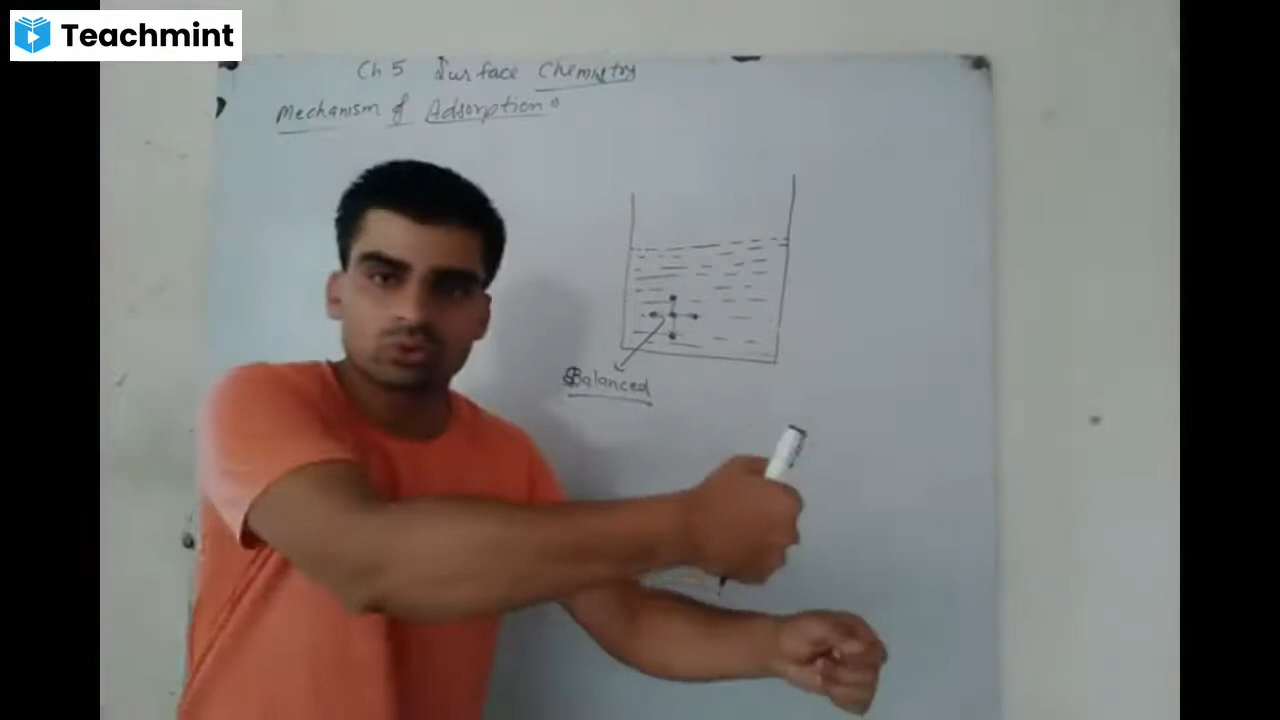 Teachmint
Ch 5 Surface Chemistry
Mechanism of Adsorption
Balanced